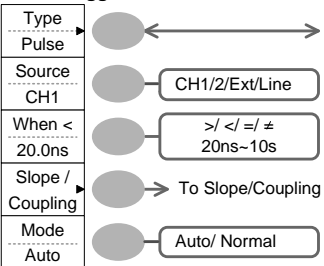 Type
Pulse
Source
CH1
CH1/2/Ext/Line
When <
20.0ns
>/ </ =/ ≠
20ns~10s
Slope /
Coupling
To Slope/Coupling
Mode
Auto
Auto/ Normal